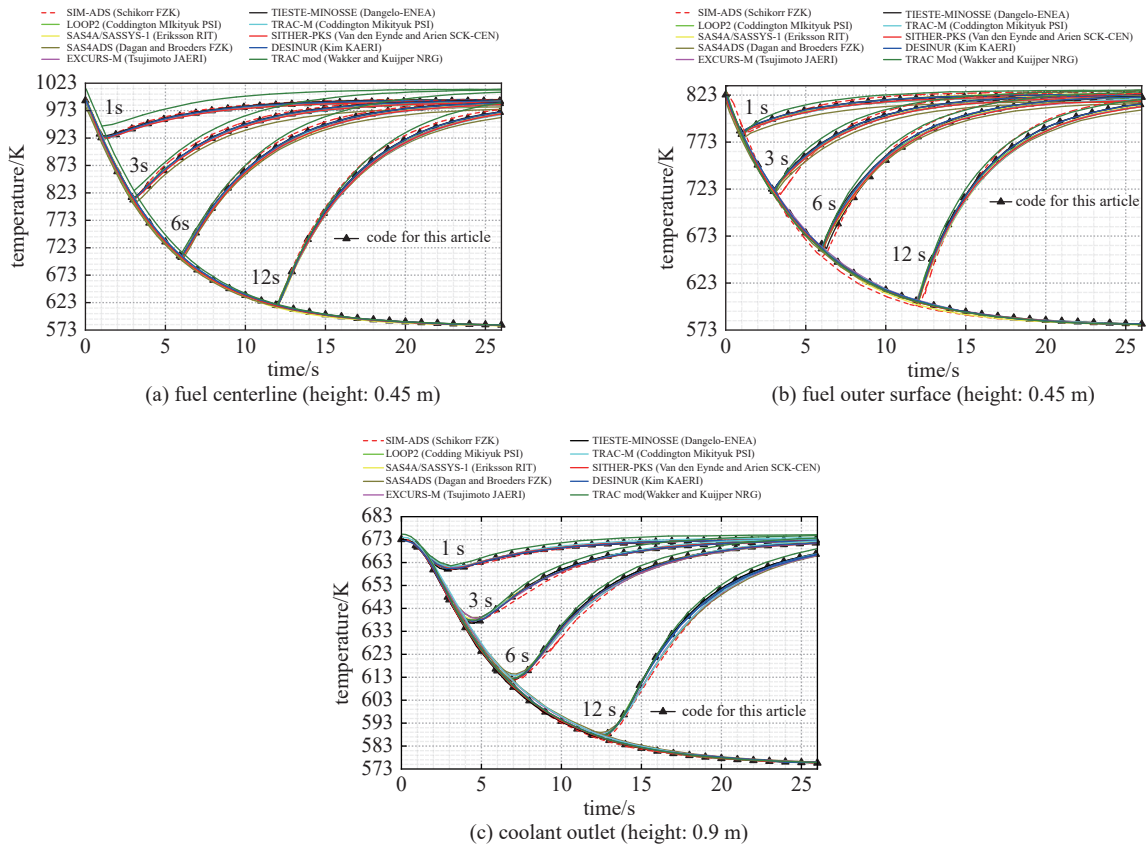 SIM-ADS (Schikorr FZK)
LOOP2 (Coddington MIkityuk PSI)
SAS4A/SASSYS-1 (Eriksson RIT)
SAS4ADS (Dagan and Broeders FZK)
EXCURS-M (Tsujimoto JAERI)
TIESTE-MINOSSE (Dangelo-ENEA)
TRAC-M (Coddington Mikityuk PSI)
SITHER-PKS (Van den Eynde and Arien SCK-CEN)
DESINUR (Kim KAERI)
TRAC mod (Wakker and Kuijper NRG)
1023
973
923
873
823
773
723
673
623
573
temperature/K
1s
3s
6s
12s
code for this article
0 5 10 15 20 25
time/s
(a) fuel centerline (height: 0.45 m)
SIM-ADS (Schikorr FZK)
LOOP2 (Coddington Mikityuk PSI)
SAS4A/SASSYS-1 (Eriksson RIT)
SAS4ADS (Dagan and Broeders FZK)
EXCURS-M (Tsujimoto JAERI)
TIESTE-MINOSSE (Dangelo-ENEA)
TRAC-M (Coddington Mikityuk PSI)
SITHER-PKS (Van den Eynde and Arien SCK-CEN)
DESINUR (Kim KAERI)
TRAC Mod (Wakker and Kuijper NRG)
823
773
723
673
623
573
temperature/K
1 s
3 s
6 s
12 s
code for this article
0 5 10 15 20 25
time/s
(b) fuel outer surface (height: 0.45 m)
SIM-ADS (Schikorr FZK)
LOOP2 (Codding Mikiyuk PSI)
SAS4A/SASSYS-1 (Eriksson RIT)
SAS4ADS (Dagan and Broeders FZK)
EXCURS-M (Tsujimoto JAERI)
TIESTE-MINOSSE (Dangelo-ENEA)
TRAC-M (Coddington Mikityuk PSI)
SITHER-PKS (Van den Eynde and Arien SCK-CEN)
DESINUR (Kim KAERI)
TRAC mod(Wakker and Kuijper NRG)
683
673
663
653
643
633
623
613
603
593
583
573
temperature/K
1 s
3 s
6 s
12 s
code for this article
0 5 10 15 20 25
time/s
(c) coolant outlet (height: 0.9 m)